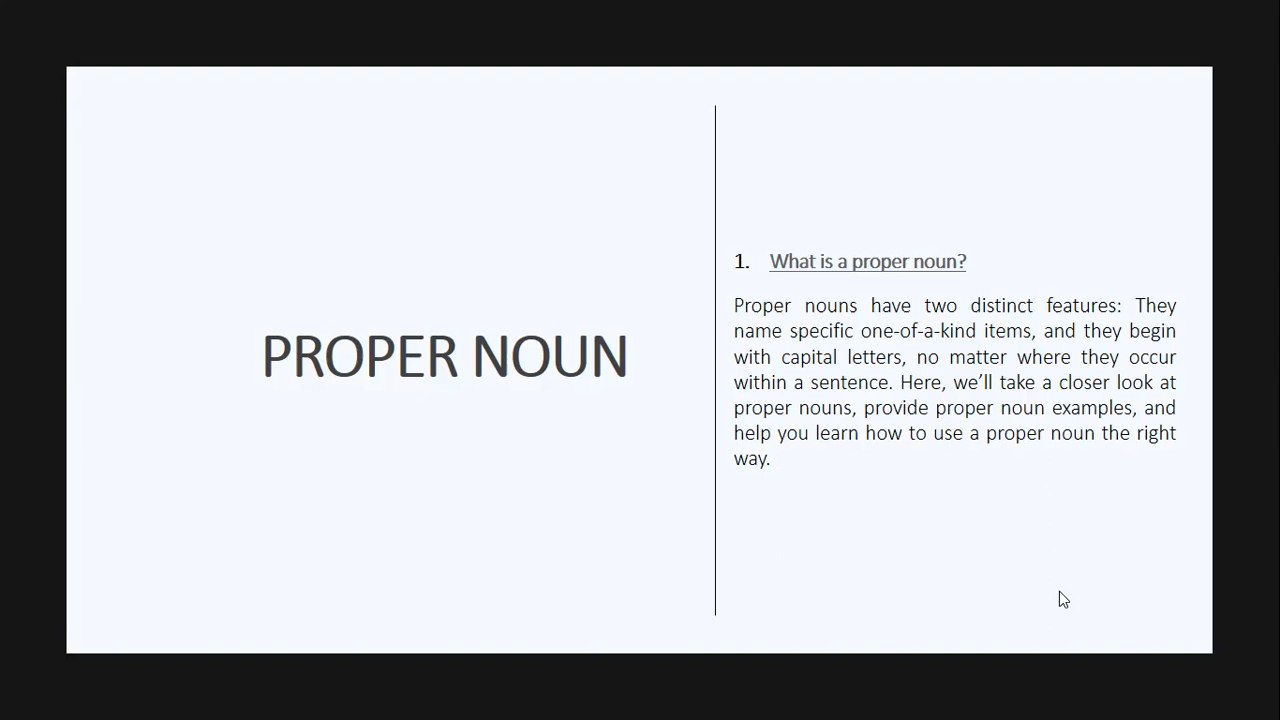 PROPER NOUN
1. What is a proper noun?
Proper nouns have two distinct features: They
name specific one-of-a-kind items, and they begin
with capital letters, no matter where they occur
within a sentence. Here, we’ll take a closer look at
proper nouns, provide proper noun examples, and
help you learn how to use a proper noun the right
way.